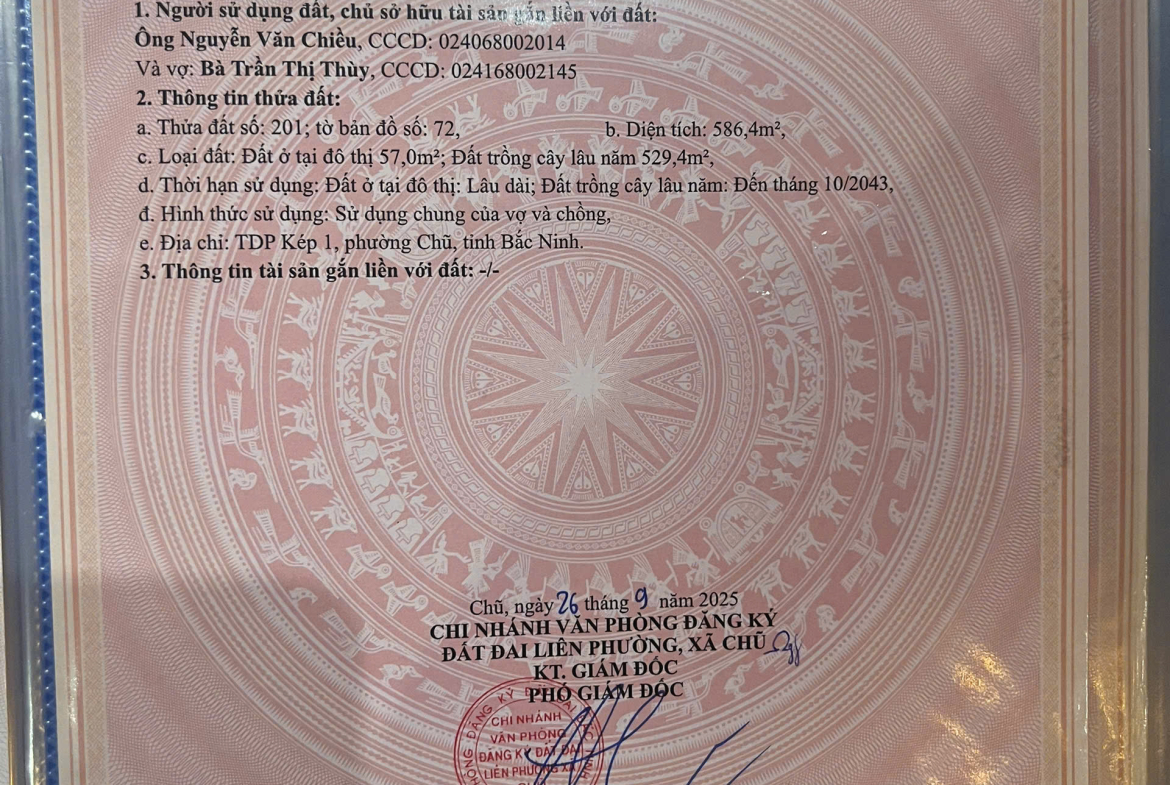 1. Người sử dụng đất, chủ sở hữu tài sản gắn liền với đất:
Ông Nguyễn Văn Chiều, CCCD: 024068002014
Và vợ: Bà Trần Thị Thùy, CCCD: 024168002145
2. Thông tin thửa đất:
a. Thửa đất số: 201; tờ bản đồ số: 72, b. Diện tích: 586,4m²,
c. Loại đất: Đất ở tại đô thị 57,0m²; Đất trồng cây lâu năm 529,4m²,
d. Thời hạn sử dụng: Đất ở tại đô thị: Lâu dài; Đất trồng cây lâu năm: Đến tháng 10/2043,
đ. Hình thức sử dụng: Sử dụng chung của vợ và chồng,
e. Địa chỉ: TDP Kép 1, phường Chũ, tỉnh Bắc Ninh.
3. Thông tin tài sản gắn liền với đất: -/-
Chũ, ngày 26 tháng 9 năm 2025
CHI NHÁNH VĂN PHÒNG ĐĂNG KÝ
ĐẤT ĐAI LIÊN PHƯỜNG, XÃ CHŨ
KT. GIÁM ĐỐC
PHÓ GIÁM ĐỐC
CHI NHÁNH
VĂN PHÒNG
ĐĂNG KÝ ĐẤT ĐAI
LIÊN PHƯỜNG XÃ